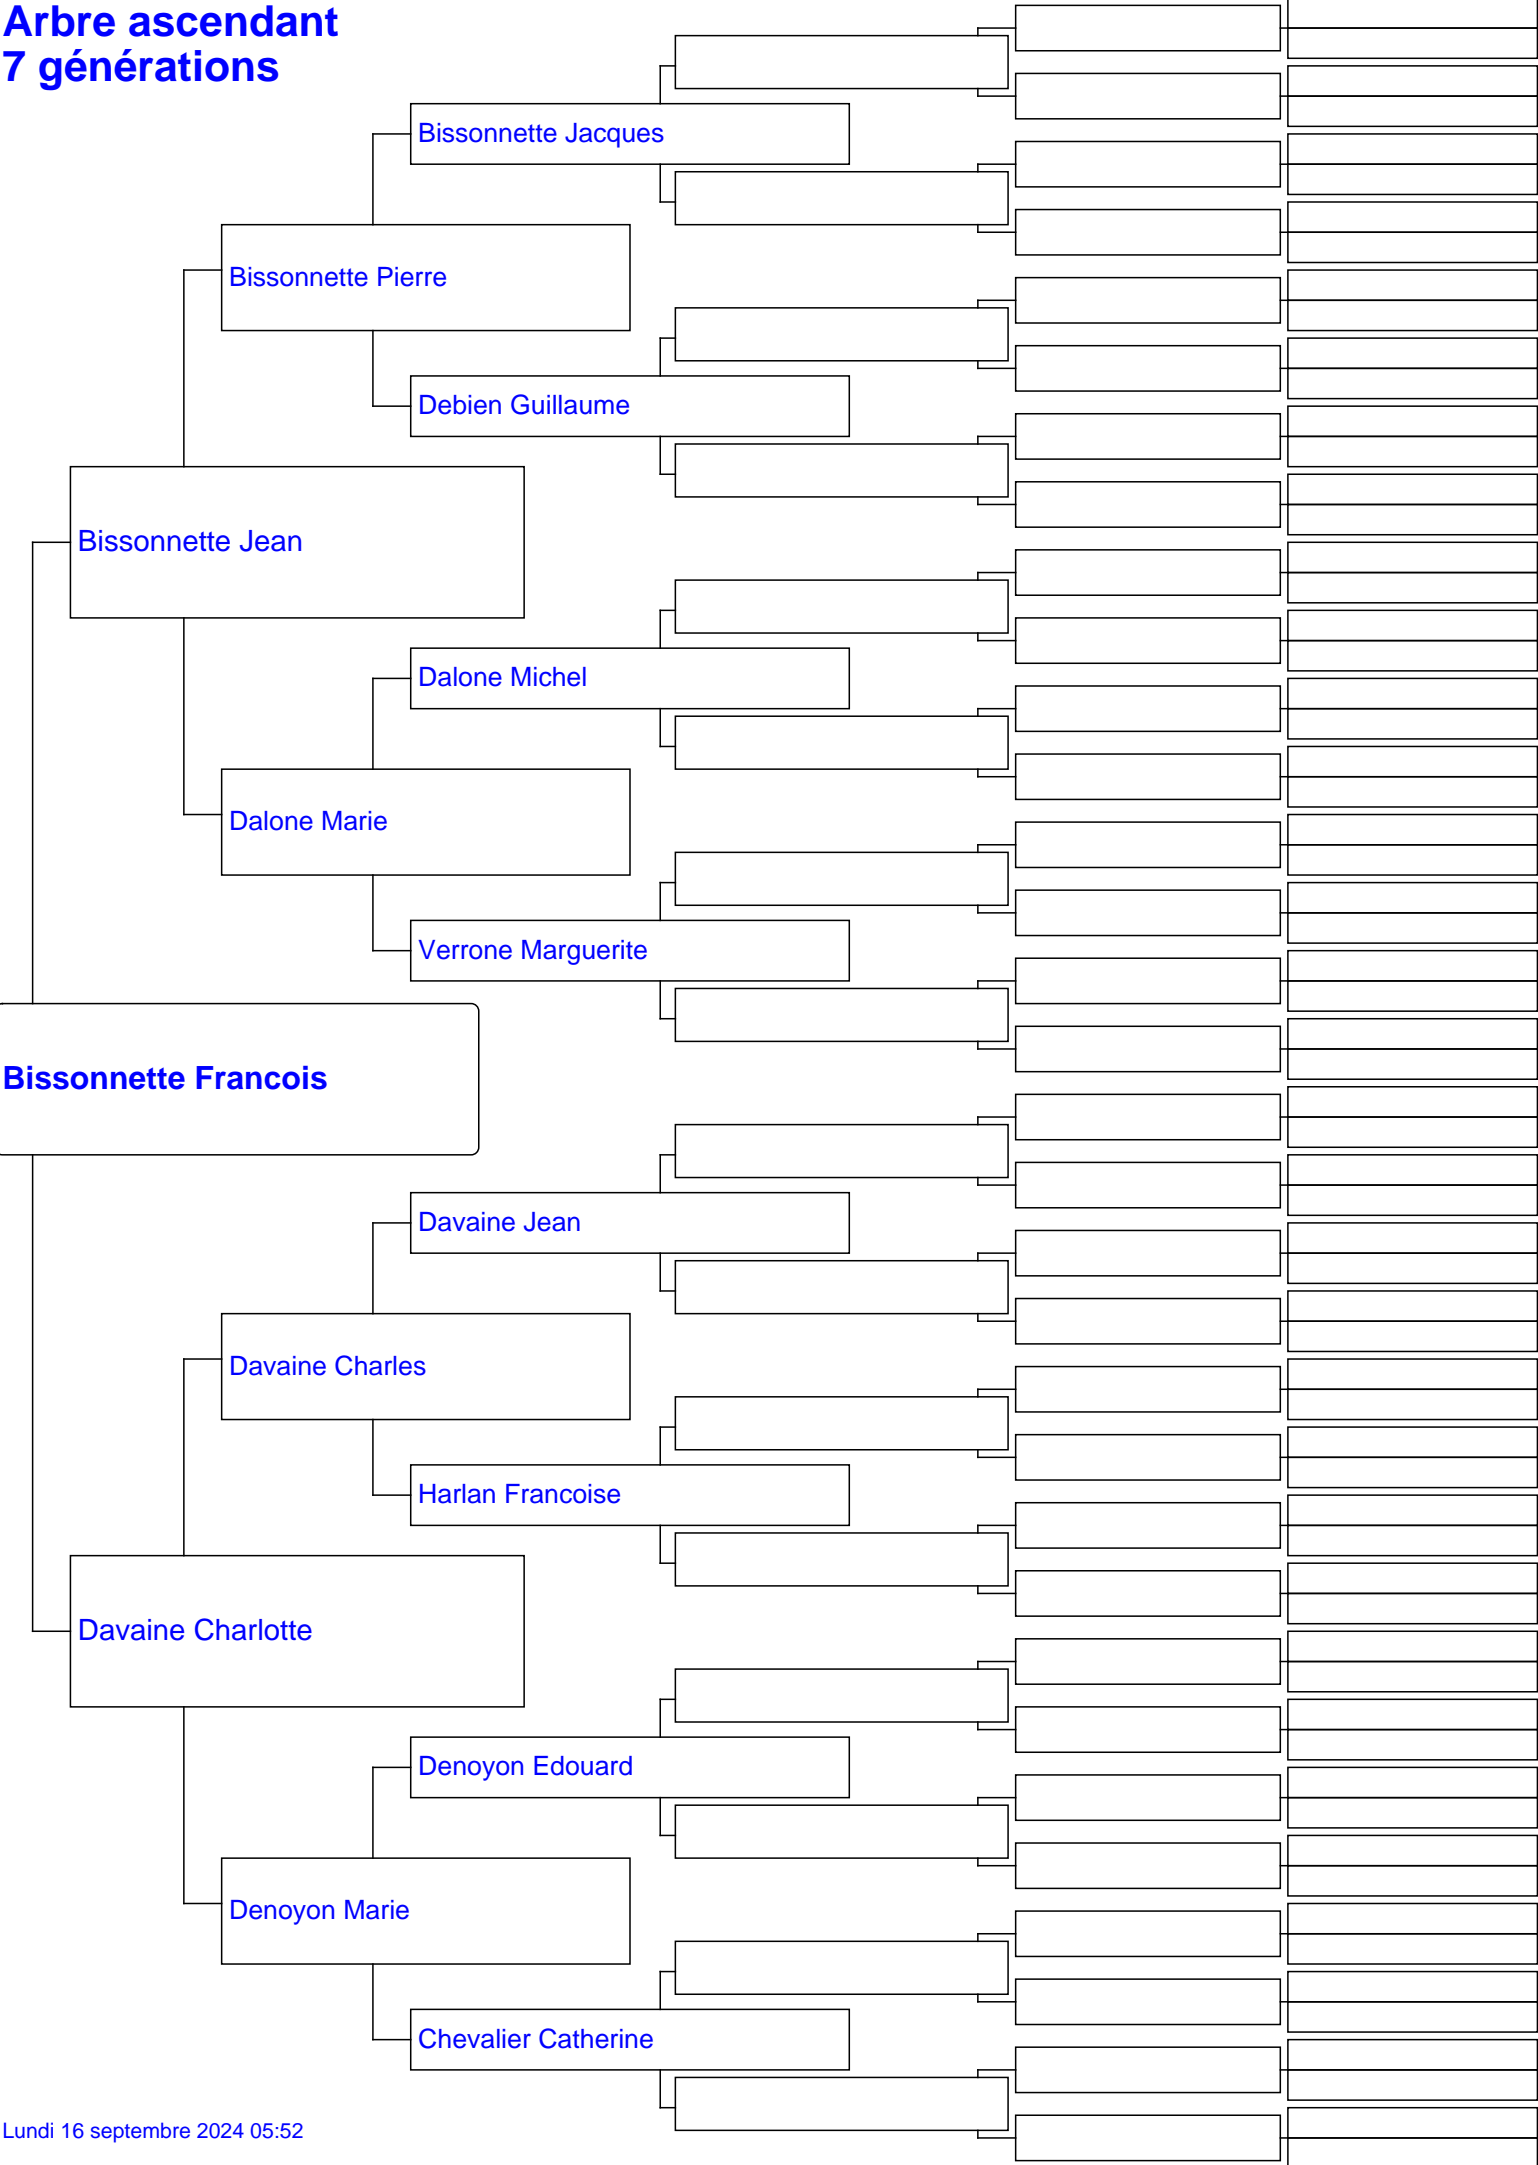 Arbre ascendant
7 générations
Bissonnette Jacques
Bissonnette Pierre
Debien Guillaume
Bissonnette Jean
Dalone Michel
Dalone Marie
Verrone Marguerite
Bissonnette Francois
Davaine Jean
Davaine Charles
Harlan Francoise
Davaine Charlotte
Denoyon Edouard
Denoyon Marie
Chevalier Catherine
Lundi 16 septembre 2024 05:52